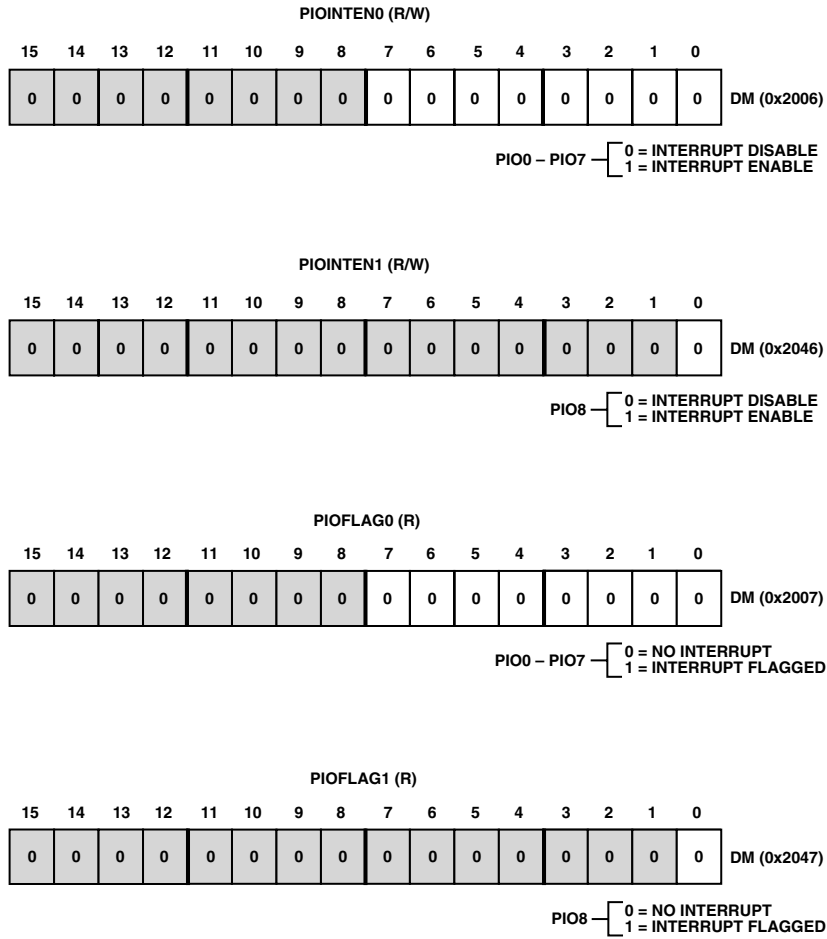 PIOINTEN0 (R/W)
15 14 13 12 11 10 9 8 7 6 5 4 3 2 1 0
0 0 0 0 0 0 0 0 0 0 0 0 0 0 0 0 DM (0x2006)
PIO0 – PIO7 0 = INTERRUPT DISABLE
1 = INTERRUPT ENABLE
PIOINTEN1 (R/W)
15 14 13 12 11 10 9 8 7 6 5 4 3 2 1 0
0 0 0 0 0 0 0 0 0 0 0 0 0 0 0 0 DM (0x2046)
PIO8 0 = INTERRUPT DISABLE
1 = INTERRUPT ENABLE
PIOFLAG0 (R)
15 14 13 12 11 10 9 8 7 6 5 4 3 2 1 0
0 0 0 0 0 0 0 0 0 0 0 0 0 0 0 0 DM (0x2007)
PIO0 – PIO7 0 = NO INTERRUPT
1 = INTERRUPT FLAGGED
PIOFLAG1 (R)
15 14 13 12 11 10 9 8 7 6 5 4 3 2 1 0
0 0 0 0 0 0 0 0 0 0 0 0 0 0 0 0 DM (0x2047)
PIO8 0 = NO INTERRUPT
1 = INTERRUPT FLAGGED